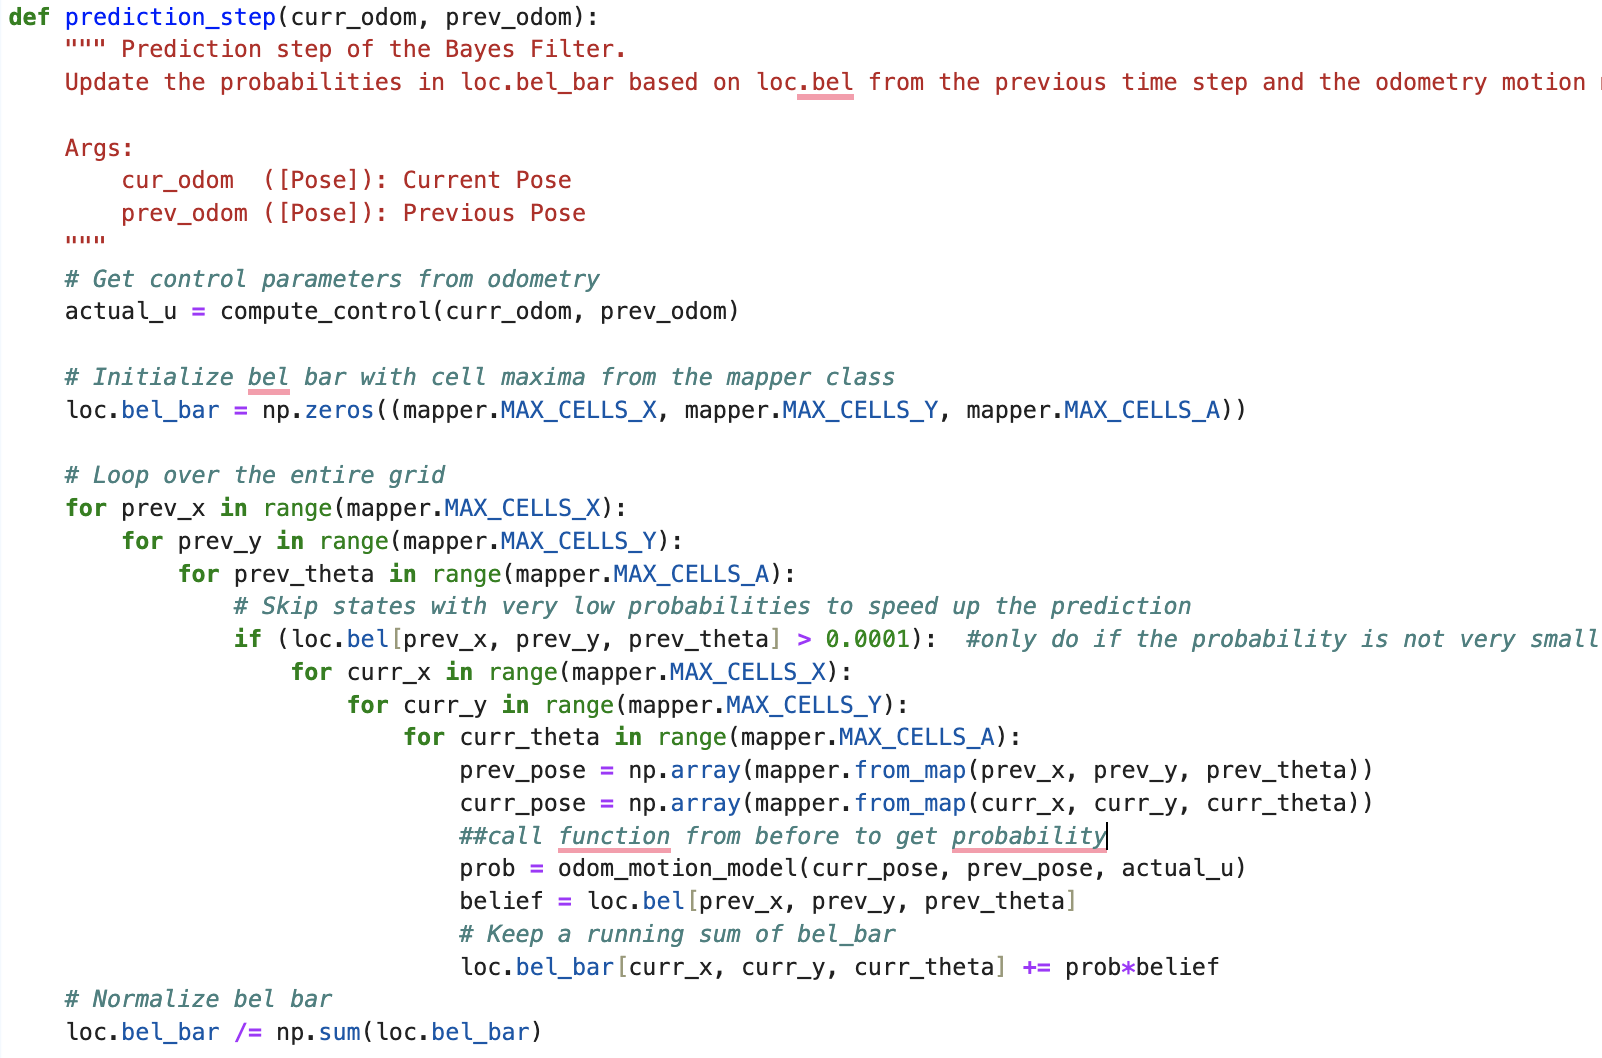 def prediction_step(curr_odom, prev_odom):
    """ Prediction step of the Bayes Filter.
    Update the probabilities in loc.bel_bar based on loc.bel from the previous time step and the odometry motion
    Args:
        cur_odom  ([Pose]): Current Pose
        prev_odom ([Pose]): Previous Pose
    """
    # Get control parameters from odometry
    actual_u = compute_control(curr_odom, prev_odom)
    # Initialize bel bar with cell maxima from the mapper class
    loc.bel_bar = np.zeros((mapper.MAX_CELLS_X, mapper.MAX_CELLS_Y, mapper.MAX_CELLS_A))
    # Loop over the entire grid
    for prev_x in range(mapper.MAX_CELLS_X):
        for prev_y in range(mapper.MAX_CELLS_Y):
            for prev_theta in range(mapper.MAX_CELLS_A):
                # Skip states with very low probabilities to speed up the prediction
                if (loc.bel[prev_x, prev_y, prev_theta] > 0.0001):  #only do if the probability is not very small
                    for curr_x in range(mapper.MAX_CELLS_X):
                        for curr_y in range(mapper.MAX_CELLS_Y):
                            for curr_theta in range(mapper.MAX_CELLS_A):
                                prev_pose = np.array(mapper.from_map(prev_x, prev_y, prev_theta))
                                curr_pose = np.array(mapper.from_map(curr_x, curr_y, curr_theta))
                                ##call function from before to get probability
                                prob = odom_motion_model(curr_pose, prev_pose, actual_u)
                                belief = loc.bel[prev_x, prev_y, prev_theta]
                                # Keep a running sum of bel_bar
                                loc.bel_bar[curr_x, curr_y, curr_theta] += prob*belief
    # Normalize bel bar
    loc.bel_bar /= np.sum(loc.bel_bar)